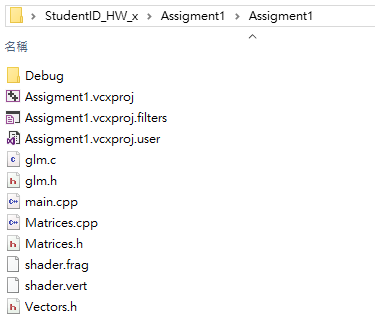 StudentID_HW_x > Assigment1 > Assigment1
名稱
Debug
Assigment1.vcxproj
Assigment1.vcxproj.filters
Assigment1.vcxproj.user
glm.c
glm.h
main.cpp
Matrices.cpp
Matrices.h
shader.frag
shader.vert
Vectors.h